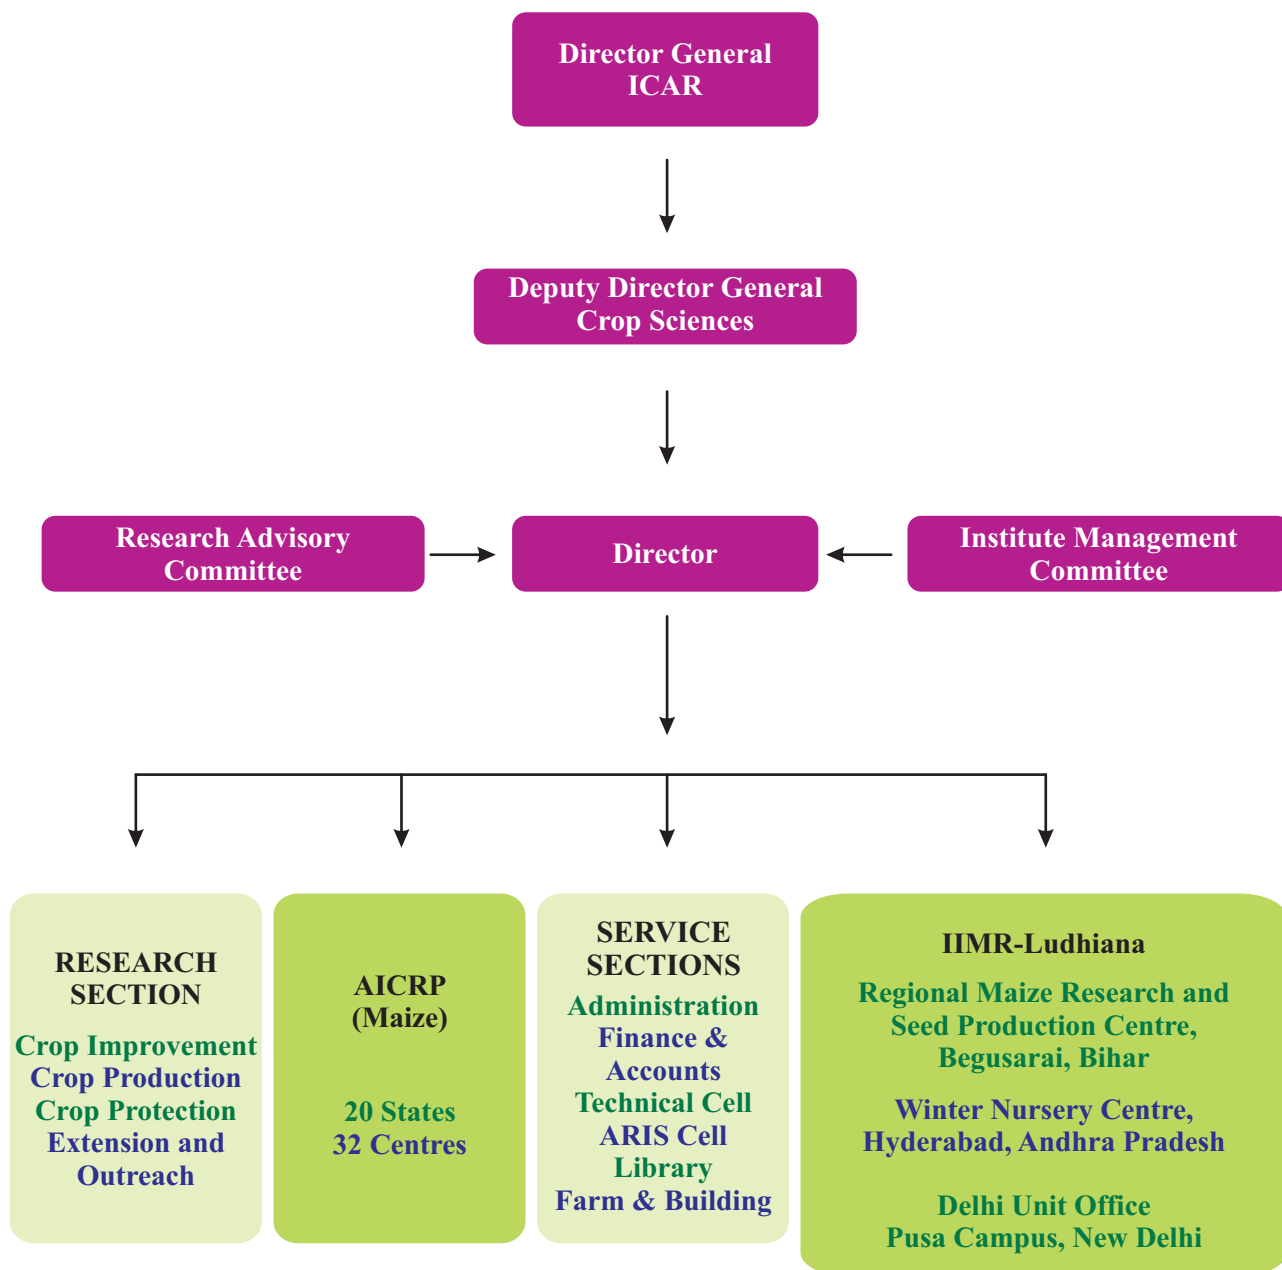 Director General
ICAR
Deputy Director General
Crop Sciences
Research Advisory
Committee
Director
Institute Management
Committee
RESEARCH
SECTION
Crop Improvement
Crop Production
Crop Protection
Extension and
Outreach
AICRP
(Maize)
20 States
32 Centres
SERVICE
SECTIONS
Administration
Finance &
Accounts
Technical Cell
ARIS Cell
Library
Farm & Building
IIMR-Ludhiana
Regional Maize Research and
Seed Production Centre,
Begusarai, Bihar
Winter Nursery Centre,
Hyderabad, Andhra Pradesh
Delhi Unit Office
Pusa Campus, New Delhi